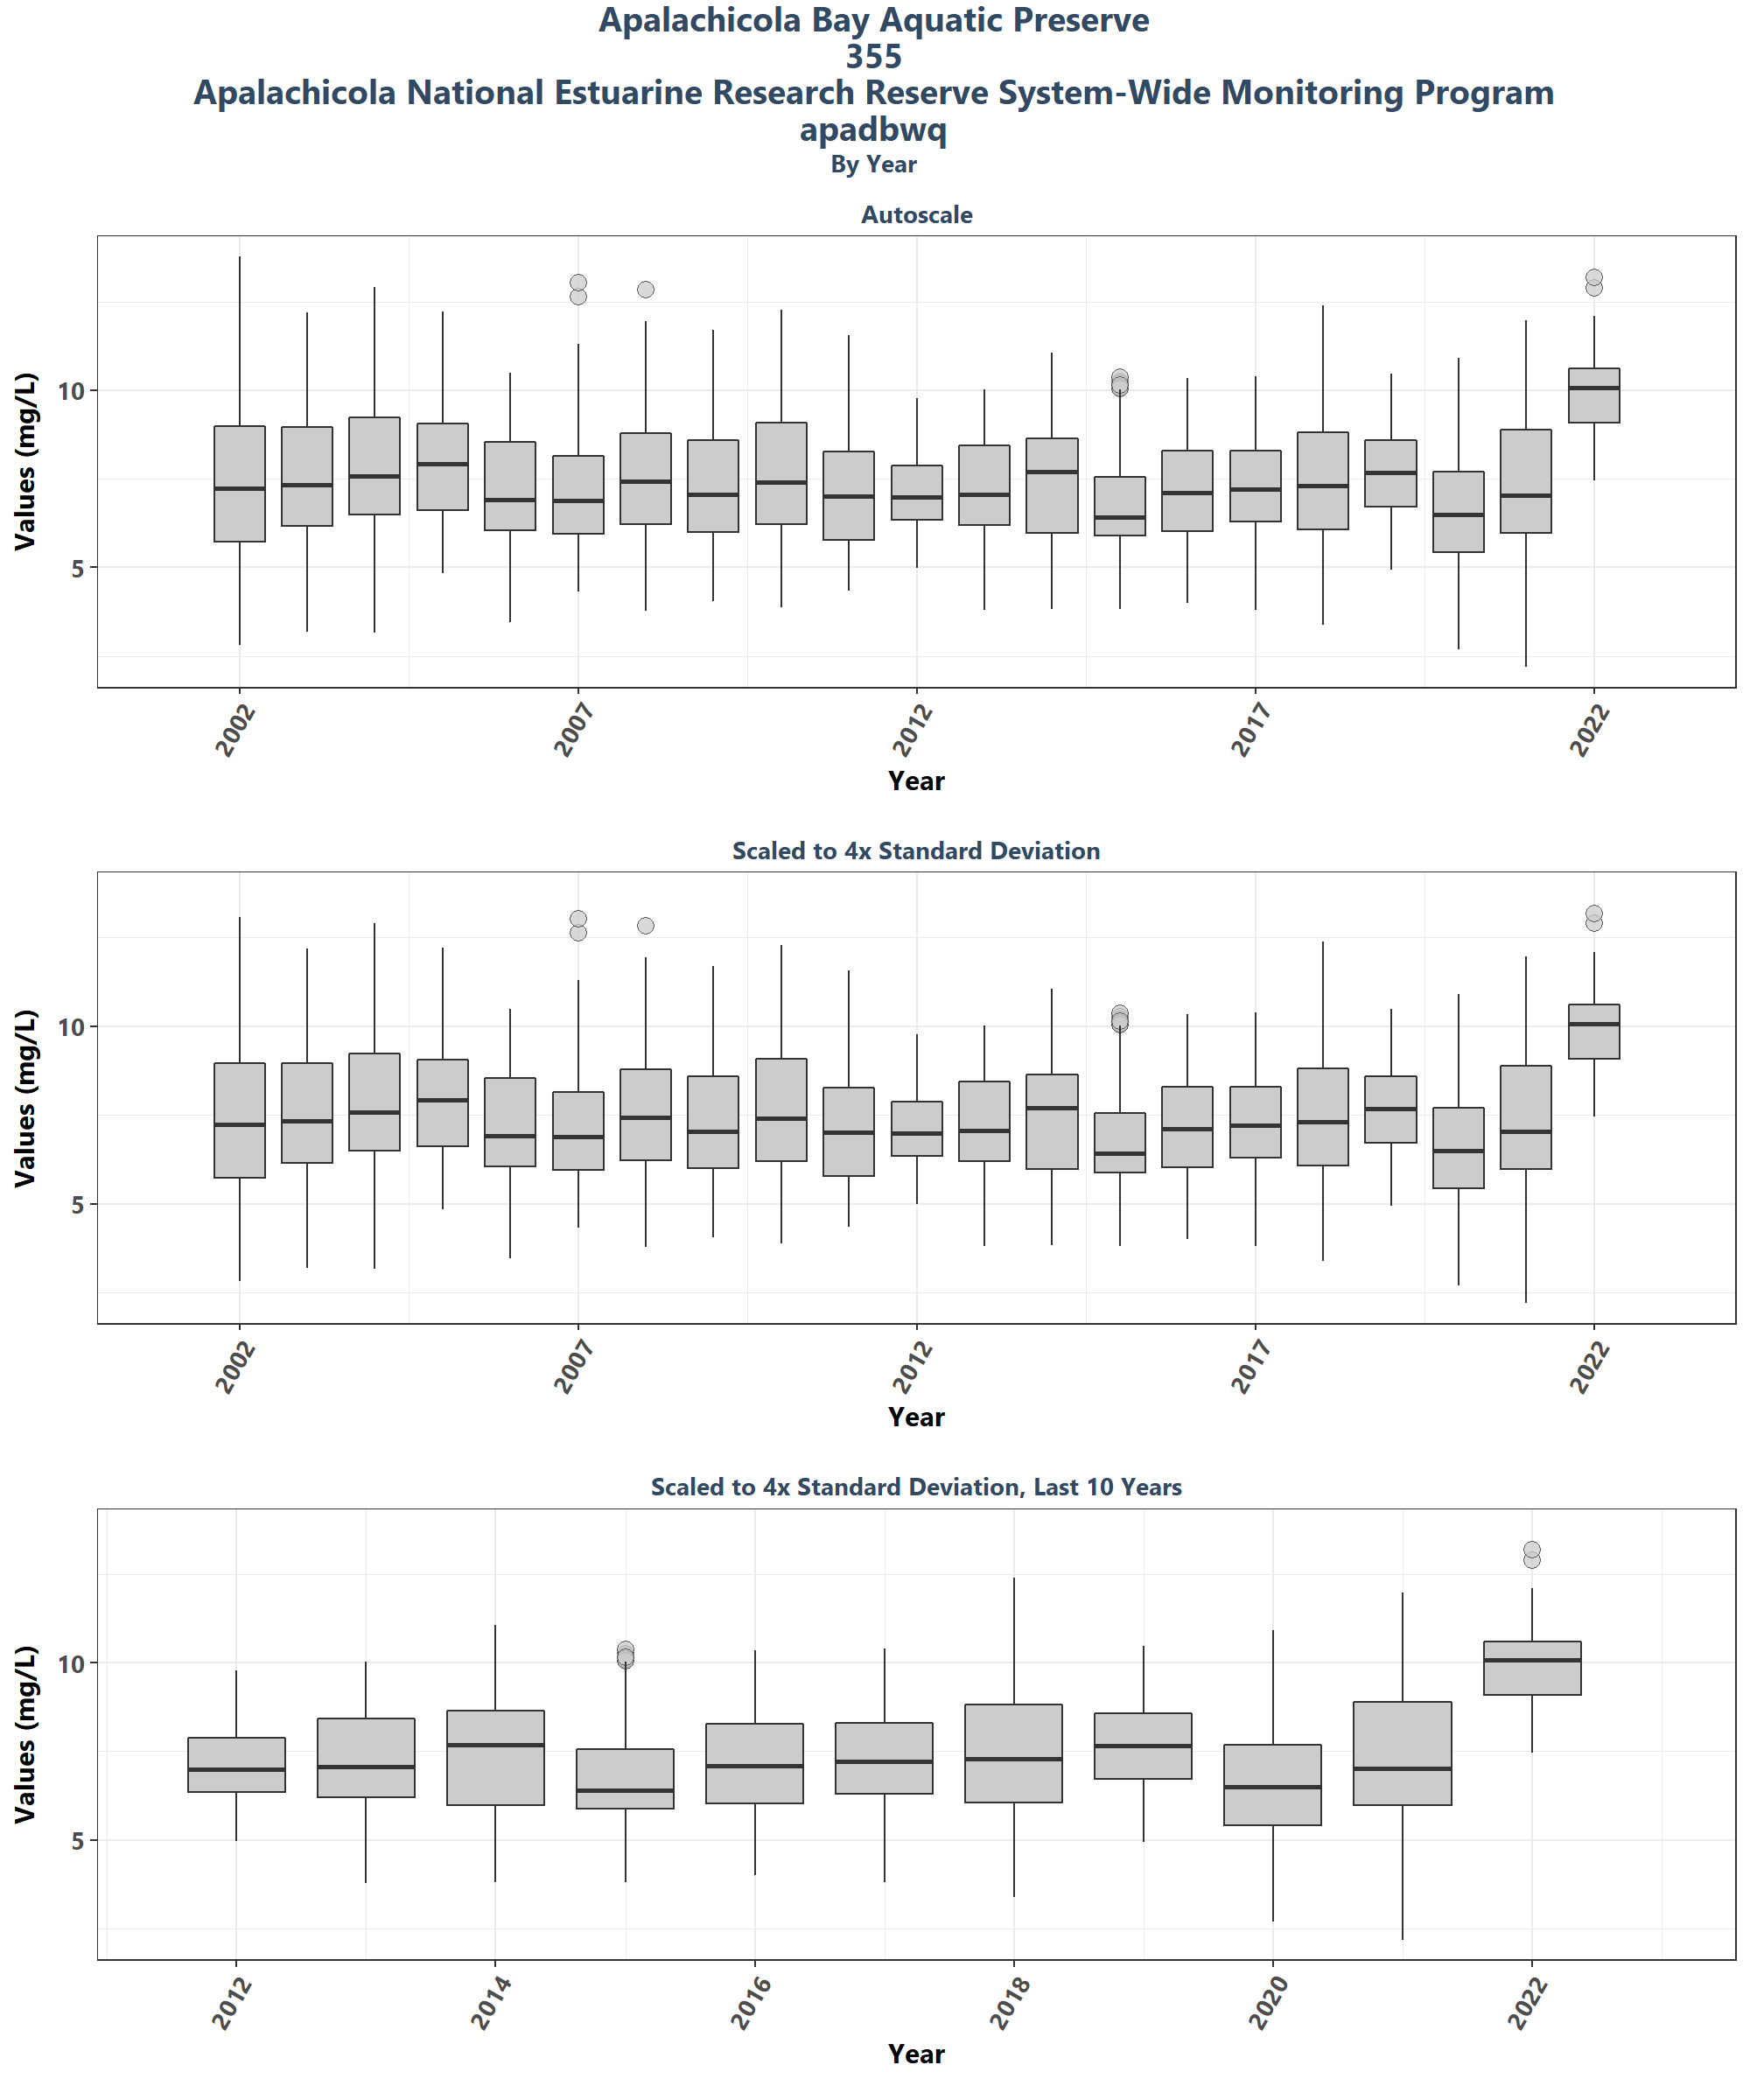 Apalachicola Bay Aquatic Preserve
355
Apalachicola National Estuarine Research Reserve System-Wide Monitoring Program
apadbwq
By Year
Autoscale
Values (mg/L)
10
5
2002 2007 2012 2017 2022
Year
Scaled to 4x Standard Deviation
Values (mg/L)
10
5
2002 2007 2012 2017 2022
Year
Scaled to 4x Standard Deviation, Last 10 Years
Values (mg/L)
10
5
2012 2014 2016 2018 2020 2022
Year